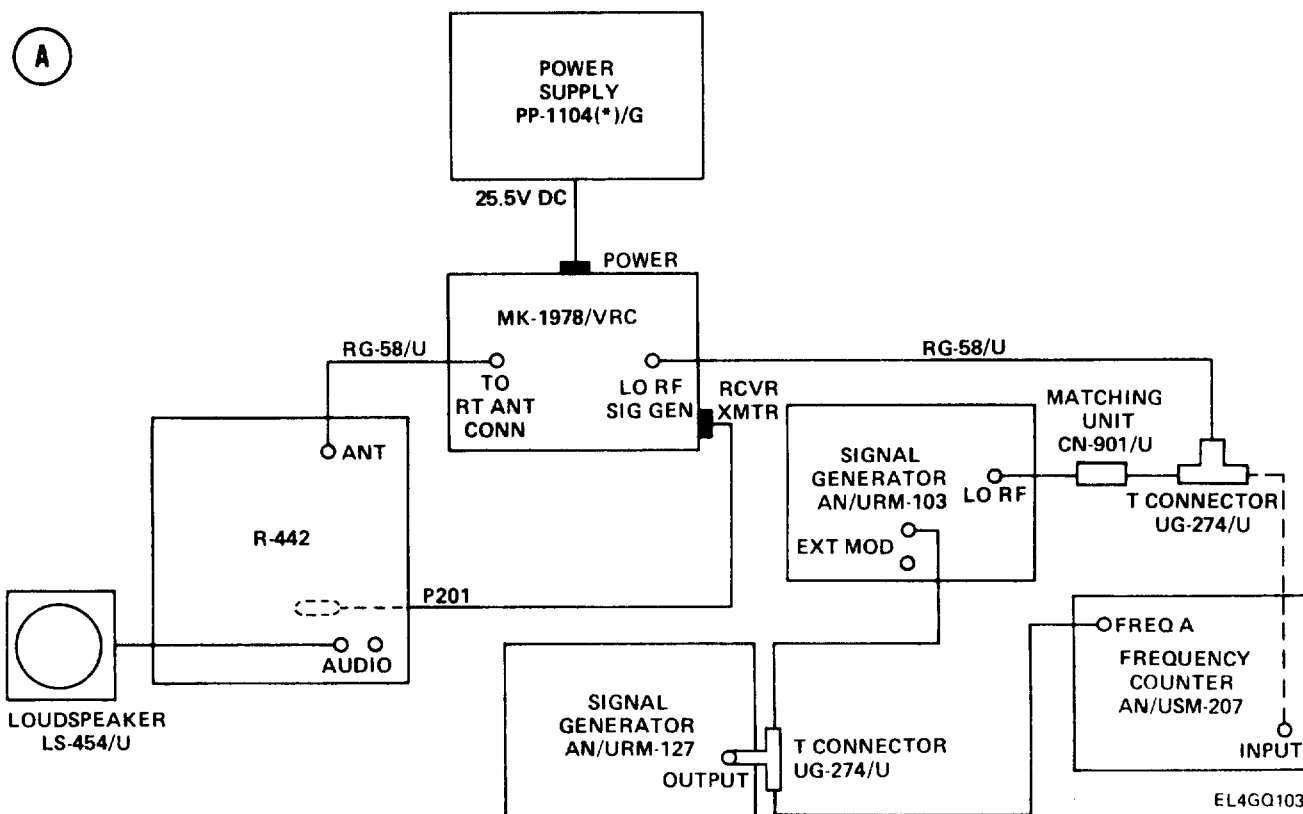 A
POWER
SUPPLY
PP-1104(*)/G
25.5V DC
POWER
MK-1978/VRC
RG-58/U
TO
RT ANT
CONN
LO RF
SIG GEN
RCVR
XMTR
RG-58/U
MATCHING
UNIT
CN-901/U
T CONNECTOR
UG-274/U
ANT
R-442
P201
AUDIO
LOUDSPEAKER
LS-454/U
SIGNAL
GENERATOR
AN/URM-103
LO RF
EXT MOD
SIGNAL
GENERATOR
AN/URM-127
OUTPUT
T CONNECTOR
UG-274/U
FREQ A
FREQUENCY
COUNTER
AN/USM-207
INPUT
EL4GQ103